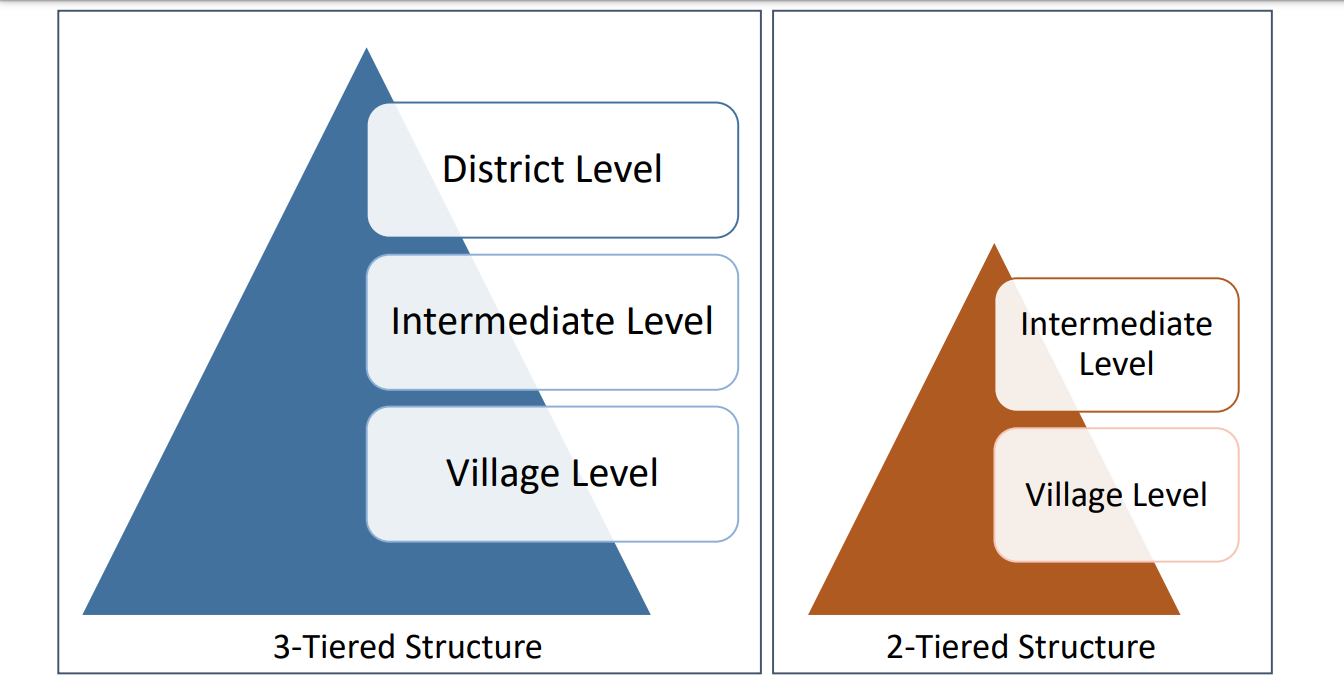 District Level
Intermediate Level
Village Level
3-Tiered Structure
Intermediate
Level
Village Level
2-Tiered Structure